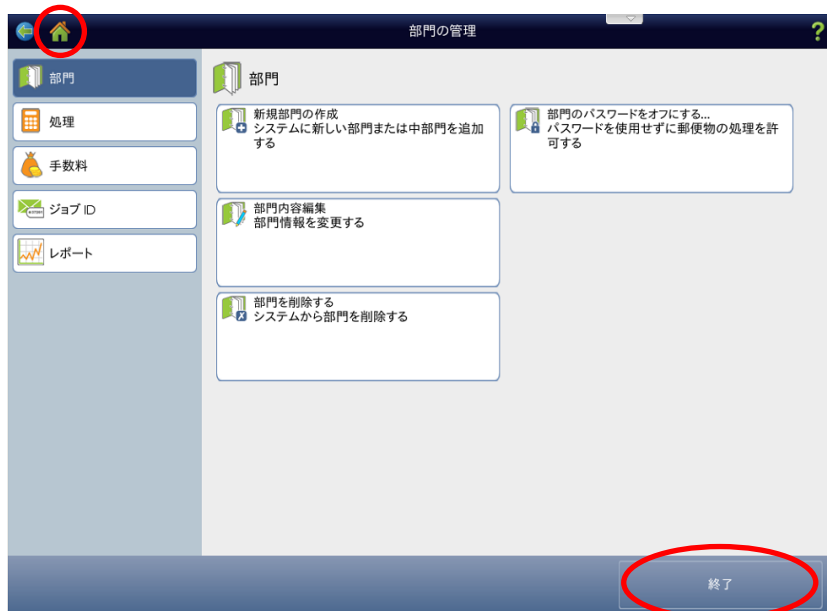 部門の管理
?
部門
処理
手数料
ジョブ ID
レポート
部門
新規部門の作成
システムに新しい部門または中部門を追加
する
部門のパスワードをオフにする...
パスワードを使用せずに郵便物の処理を許
可する
部門内容編集
部門情報を変更する
部門を削除する
システムから部門を削除する
終了